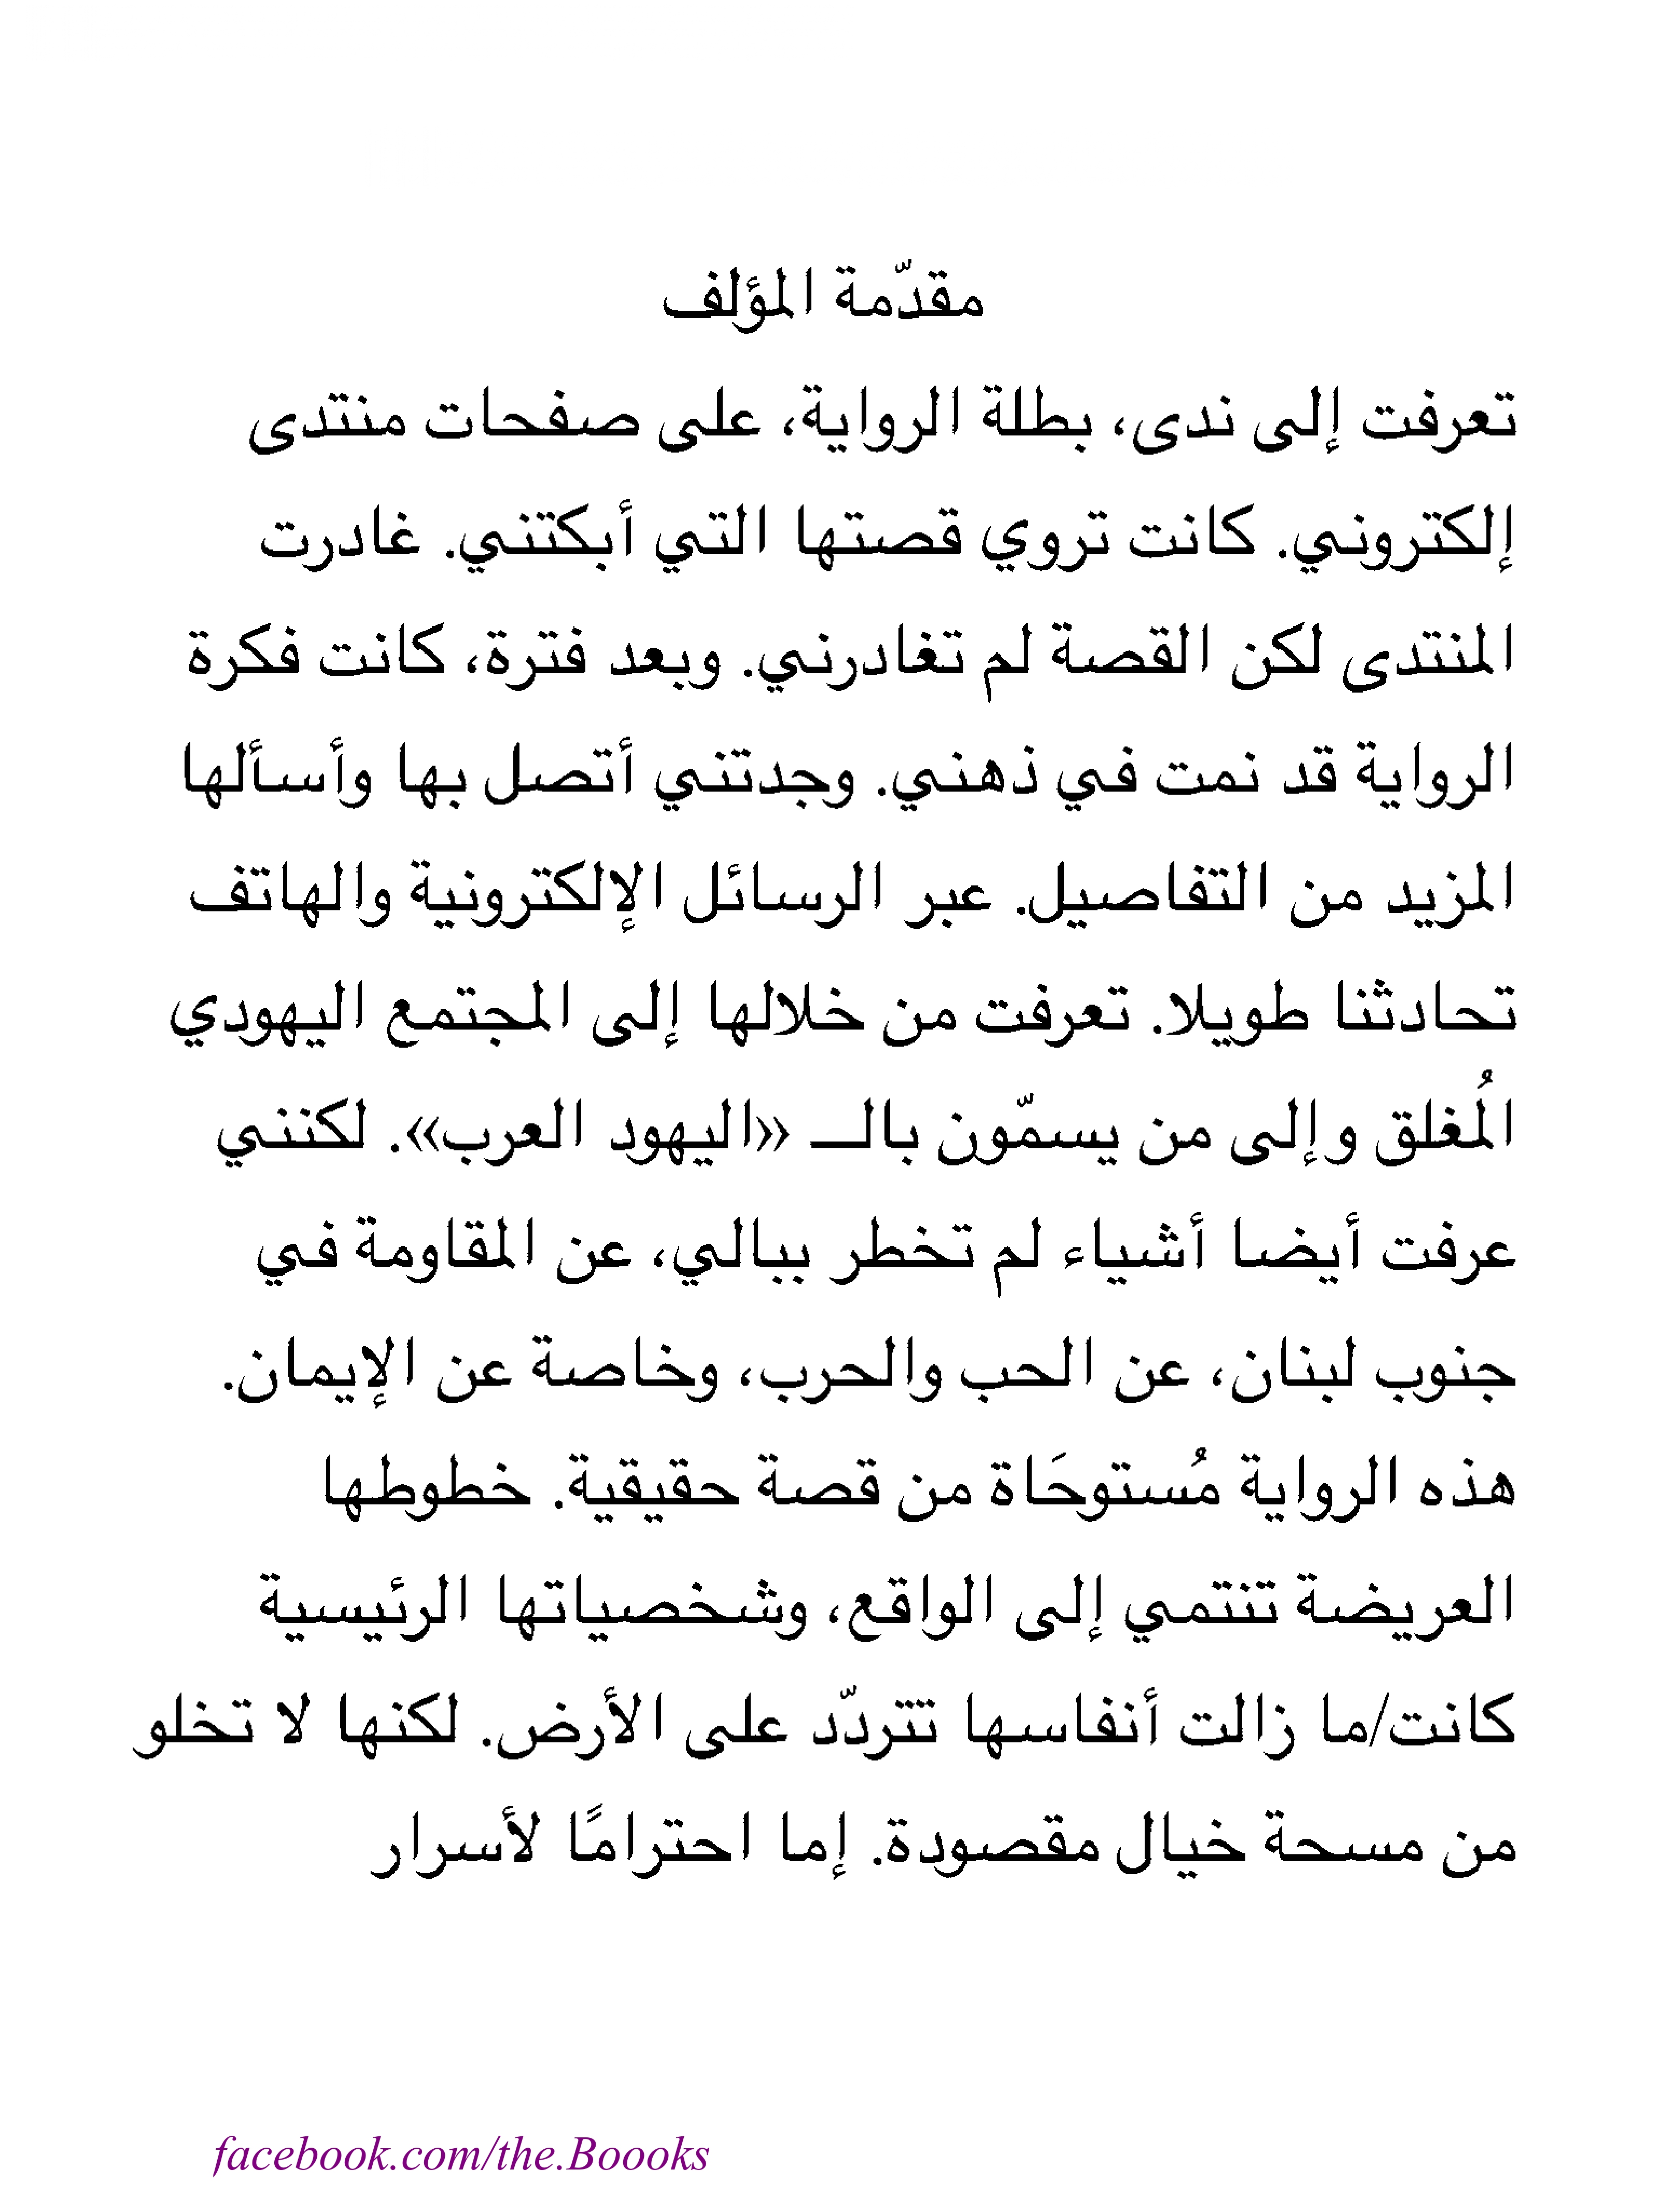 مقدّمة المؤلف
تعرفت إلى ندى، بطلة الرواية، على صفحات منتدى
إلكتروني. كانت تروي قصتها التي أبكتني. غادرت
المنتدى لكن القصة لم تغادرني. وبعد فترة، كانت فكرة
الرواية قد نمت في ذهني. وجدتني أتصل بها وأسألها
المزيد من التفاصيل. عبر الرسائل الإلكترونية والهاتف
تحادثنا طويلا. تعرفت من خلالها إلى المجتمع اليهودي
المُغلق وإلى من يسمّون بالـــ «اليهود العرب». لكنني
عرفت أيضا أشياء لم تخطر ببالي، عن المقاومة في
جنوب لبنان، عن الحب والحرب، وخاصة عن الإيمان.
هذه الرواية مُستوحَاة من قصة حقيقية. خطوطها
العريضة تنتمي إلى الواقع، وشخصياتها الرئيسية
كانت/ما زالت أنفاسها تتردّد على الأرض. لكنها لا تخلو
من مسحة خيال مقصودة. إما احترامًا لأسرار
facebook.com/the.Boooks